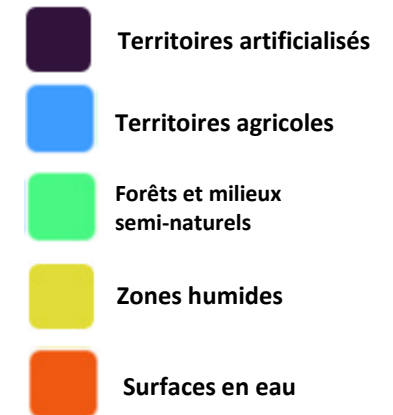 Territoires artificialisés
Territoires agricoles
Forêts et milieux
semi-naturels
Zones humides
Surfaces en eau